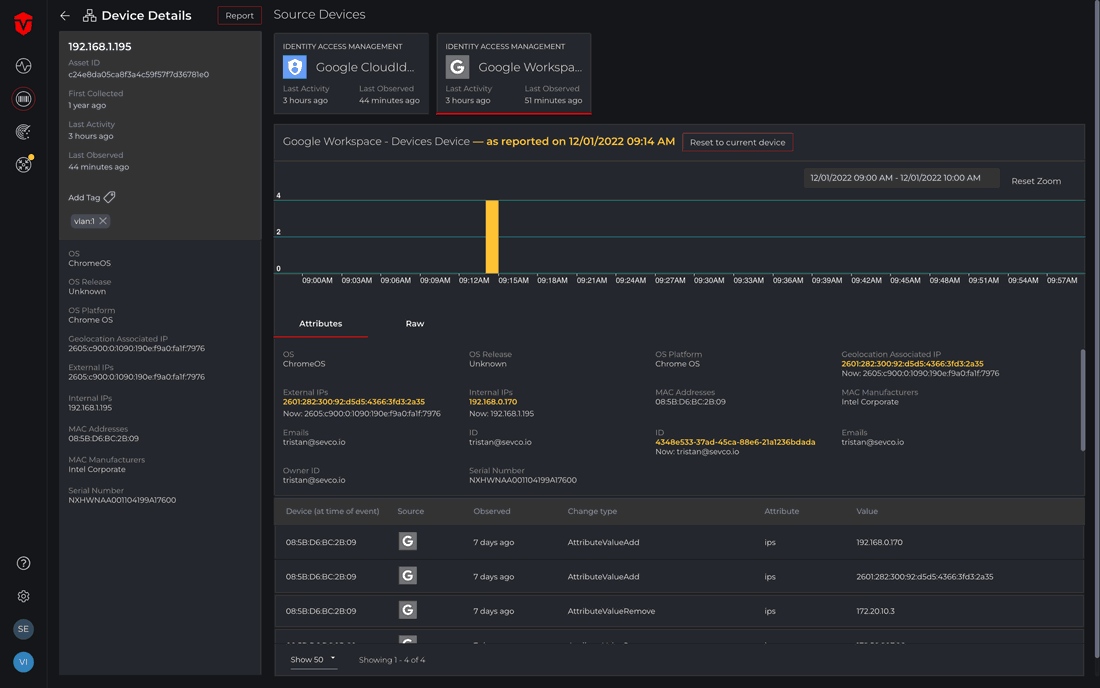 Device Details
Report
192.168.1.195
Asset ID
c24e8da05ca8f3a4c59f57f7d36781e0
First Collected
1 year ago
Last Activity
3 hours ago
Last Observed
44 minutes ago
Add Tag
vlan:1
OS
ChromeOS
OS Release
Unknown
OS Platform
Chrome OS
Geolocation Associated IP
2605:c900:0:1090:190e:f9a0:fa1f:7976
External IPs
2605:c900:0:1090:190e:f9a0:fa1f:7976
Internal IPs
192.168.1.195
MAC Addresses
08:5B:D6:BC:2B:09
MAC Manufacturers
Intel Corporate
Serial Number
NXHWNAA001104199A17600
SE
VI
Source Devices
IDENTITY ACCESS MANAGEMENT
Google CloudId...
Last Activity Last Observed
3 hours ago 44 minutes ago
IDENTITY ACCESS MANAGEMENT
G Google Workspa...
Last Activity Last Observed
3 hours ago 51 minutes ago
Google Workspace - Devices Device — as reported on 12/01/2022 09:14 AM Reset to current device
12/01/2022 09:00 AM - 12/01/2022 10:00 AM Reset Zoom
4
2
0
09:00AM 09:03AM 09:06AM 09:09AM 09:12AM 09:15AM 09:18AM 09:21AM 09:24AM 09:27AM 09:30AM 09:33AM 09:36AM 09:39AM 09:42AM 09:45AM 09:48AM 09:51AM 09:54AM 09:57AM
Attributes Raw
OS OS Release OS Platform Geolocation Associated IP
ChromeOS Unknown Chrome OS 2601:282:300:92:d5d5:4366:3fd3:2a35
Now: 2605:c900:0:1090:190e:f9a0:fa1f:7976
External IPs Internal IPs MAC Addresses MAC Manufacturers
2601:282:300:92:d5d5:4366:3fd3:2a35 192.168.0.170 08:5B:D6:BC:2B:09 Intel Corporate
Now: 2605:c900:0:1090:190e:f9a0:fa1f:7976 Now: 192.168.1.195
Emails ID ID Emails
tristan@sevco.io tristan@sevco.io 4348e533-37ad-45ca-88e6-21a1236bdada tristan@sevco.io
Now: tristan@sevco.io
Owner ID Serial Number
tristan@sevco.io NXHWNAA001104199A17600
Device (at time of event) Source Observed Change type Attribute Value
08:5B:D6:BC:2B:09 G 7 days ago AttributeValueAdd ips 192.168.0.170
08:5B:D6:BC:2B:09 G 7 days ago AttributeValueAdd ips 2601:282:300:92:d5d5:4366:3fd3:2a35
08:5B:D6:BC:2B:09 G 7 days ago AttributeValueRemove ips 172.20.10.3
Show 50 Showing 1 - 4 of 4